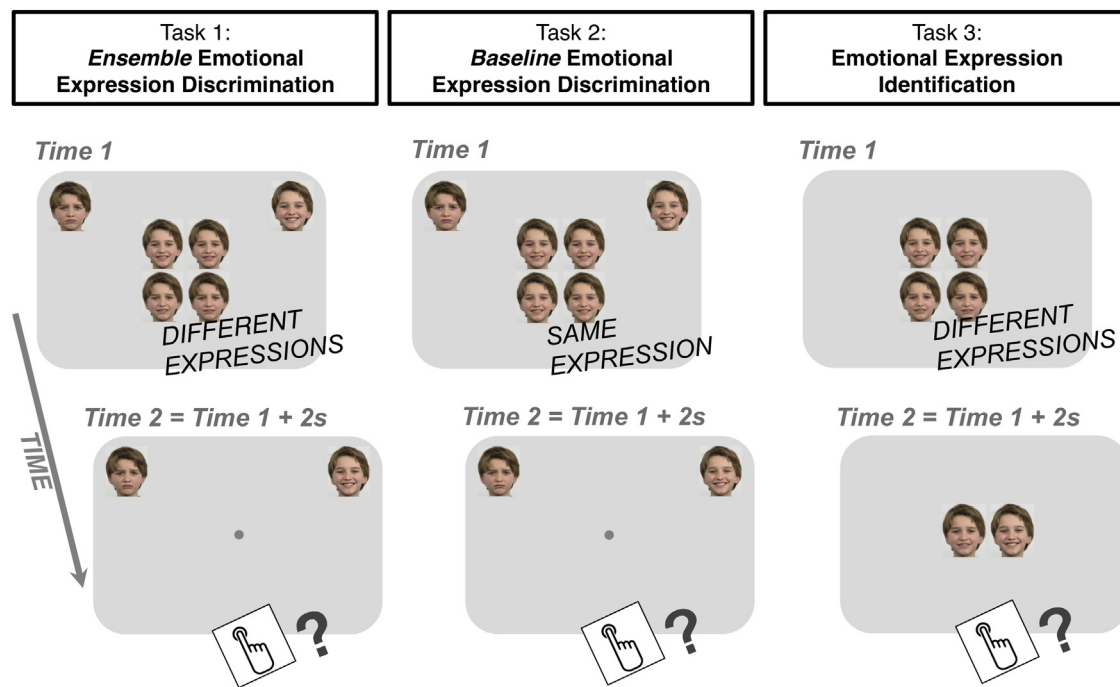 Task 1:
Ensemble Emotional
Expression Discrimination
Task 2:
Baseline Emotional
Expression Discrimination
Task 3:
Emotional Expression
Identification
Time 1
DIFFERENT
EXPRESSIONS
Time 1
SAME
EXPRESSION
Time 1
DIFFERENT
EXPRESSIONS
TIME
Time 2 = Time 1 + 2s
?
Time 2 = Time 1 + 2s
?
Time 2 = Time 1 + 2s
?